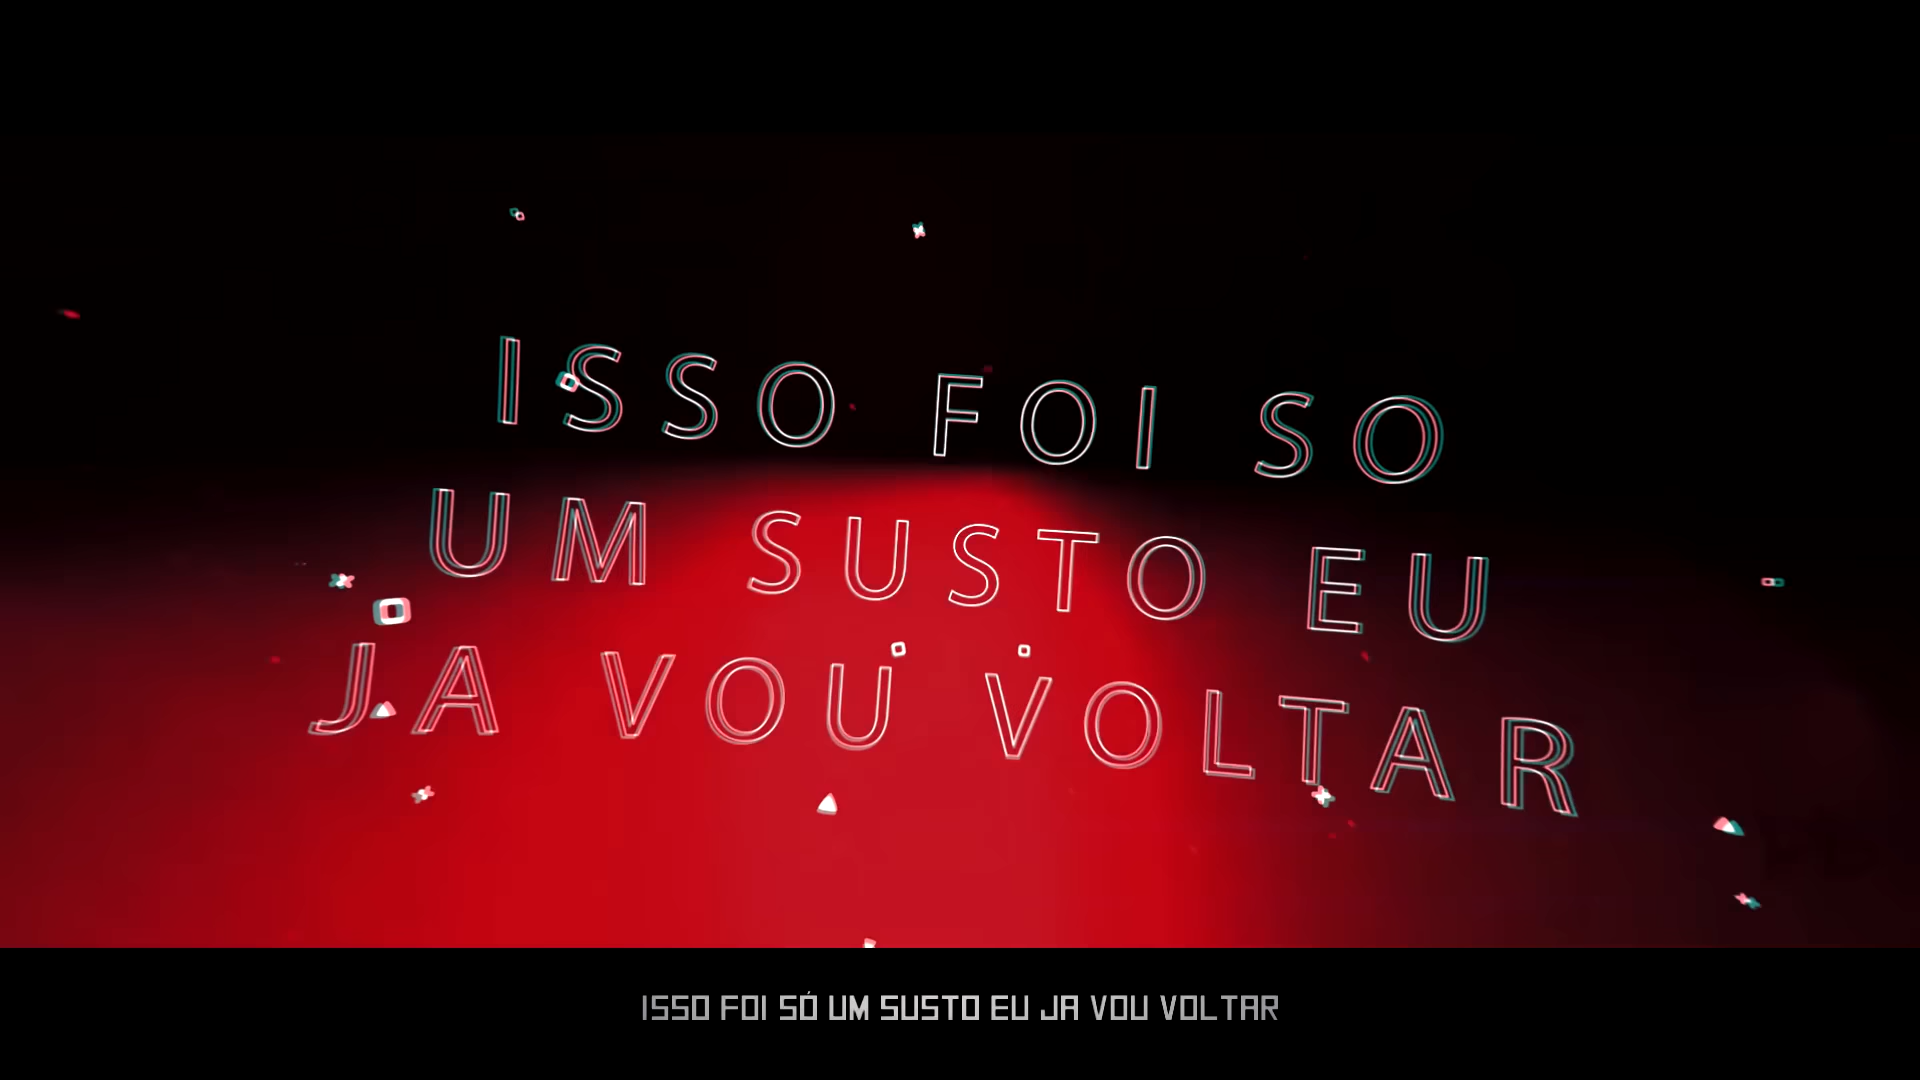 ISSO FOI SO
UM SUSTO EU
JA VOU VOLTAR
ISSO FOI SÓ UM SUSTO EU JA VOU VOLTAR